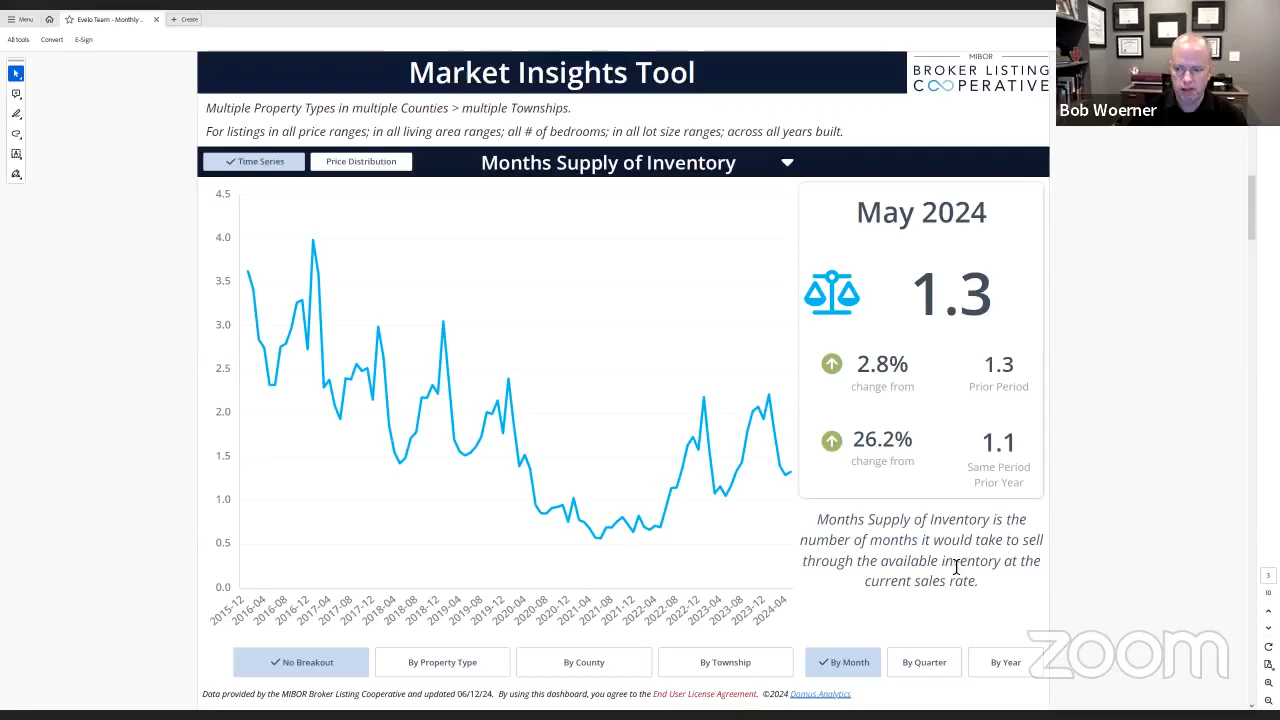 Menu
Evelo Team - Monthly ..
Create
All tools
Convert
E-Sign
Market Insights Tool
MIBOR
BROKER LISTING
COOPERATIVE
Bob Woerner
Multiple Property Types in multiple Counties > multiple Townships.
For listings in all price ranges; in all living area ranges; all # of bedrooms; in all lot size ranges; across all years built.
Time Series
Price Distribution
Months Supply of Inventory
4.5
4.0
3.5
3.0
2.5
2.0
1.5
1.0
0.5
0.0
2015-12
2016-04
2016-08
2016-12
2017-04
2017-08
2017-12
2018-04
2018-08
2018-12
2019-04
2019-08
2019-12
2020-04
2020-08
2020-12
2021-04
2021-08
2021-12
2022-04
2022-08
2022-12
2023-04
2023-08
2023-12
2024-04
May 2024
1.3
2.8%
change from
1.3
Prior Period
26.2%
change from
1.1
Same Period
Prior Year
Months Supply of Inventory is the
number of months it would take to sell
through the available inventory at the
current sales rate.
3
10
No Breakout
By Property Type
By County
By Township
By Month
By Quarter
By Year
zoom
Data provided by the MIBOR Broker Listing Cooperative and updated 06/12/24. By using this dashboard, you agree to the End User License Agreement. ©2024 Domus Analytics